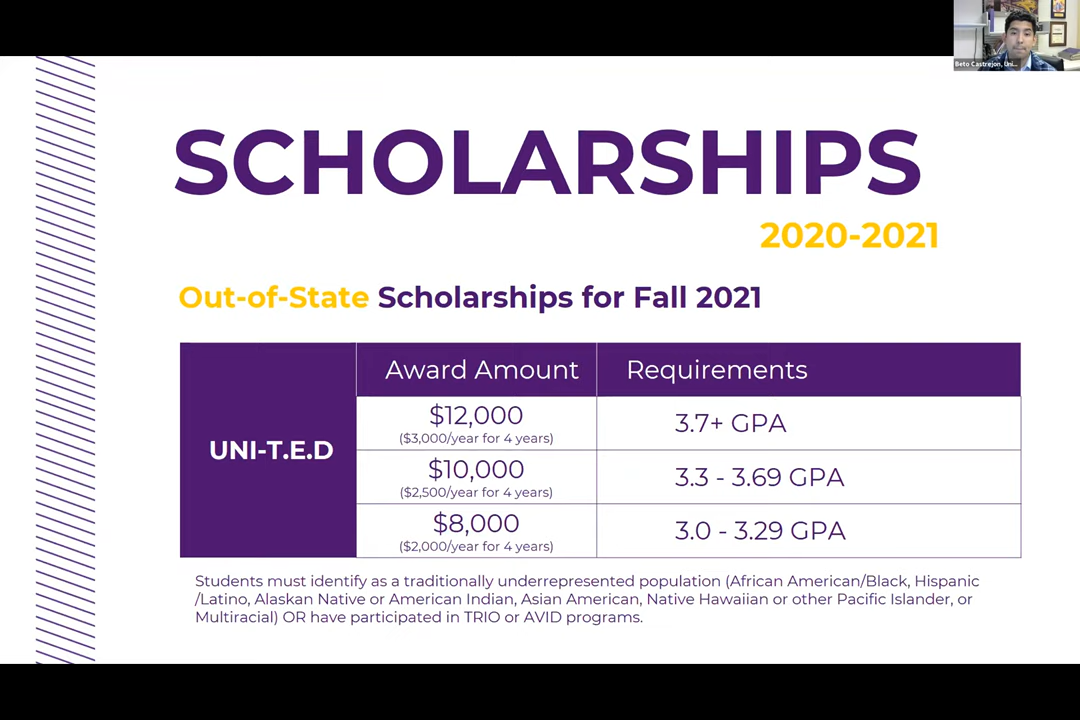 Beto Castrejon, Uni...
SCHOLARSHIPS
2020-2021
Out-of-State Scholarships for Fall 2021
Award Amount Requirements
UNI-T.E.D
$12,000
($3,000/year for 4 years)
3.7+ GPA
$10,000
($2,500/year for 4 years)
3.3 - 3.69 GPA
$8,000
($2,000/year for 4 years)
3.0 - 3.29 GPA
Students must identify as a traditionally underrepresented population (African American/Black, Hispanic
/Latino, Alaskan Native or American Indian, Asian American, Native Hawaiian or other Pacific Islander, or
Multiracial) OR have participated in TRIO or AVID programs.